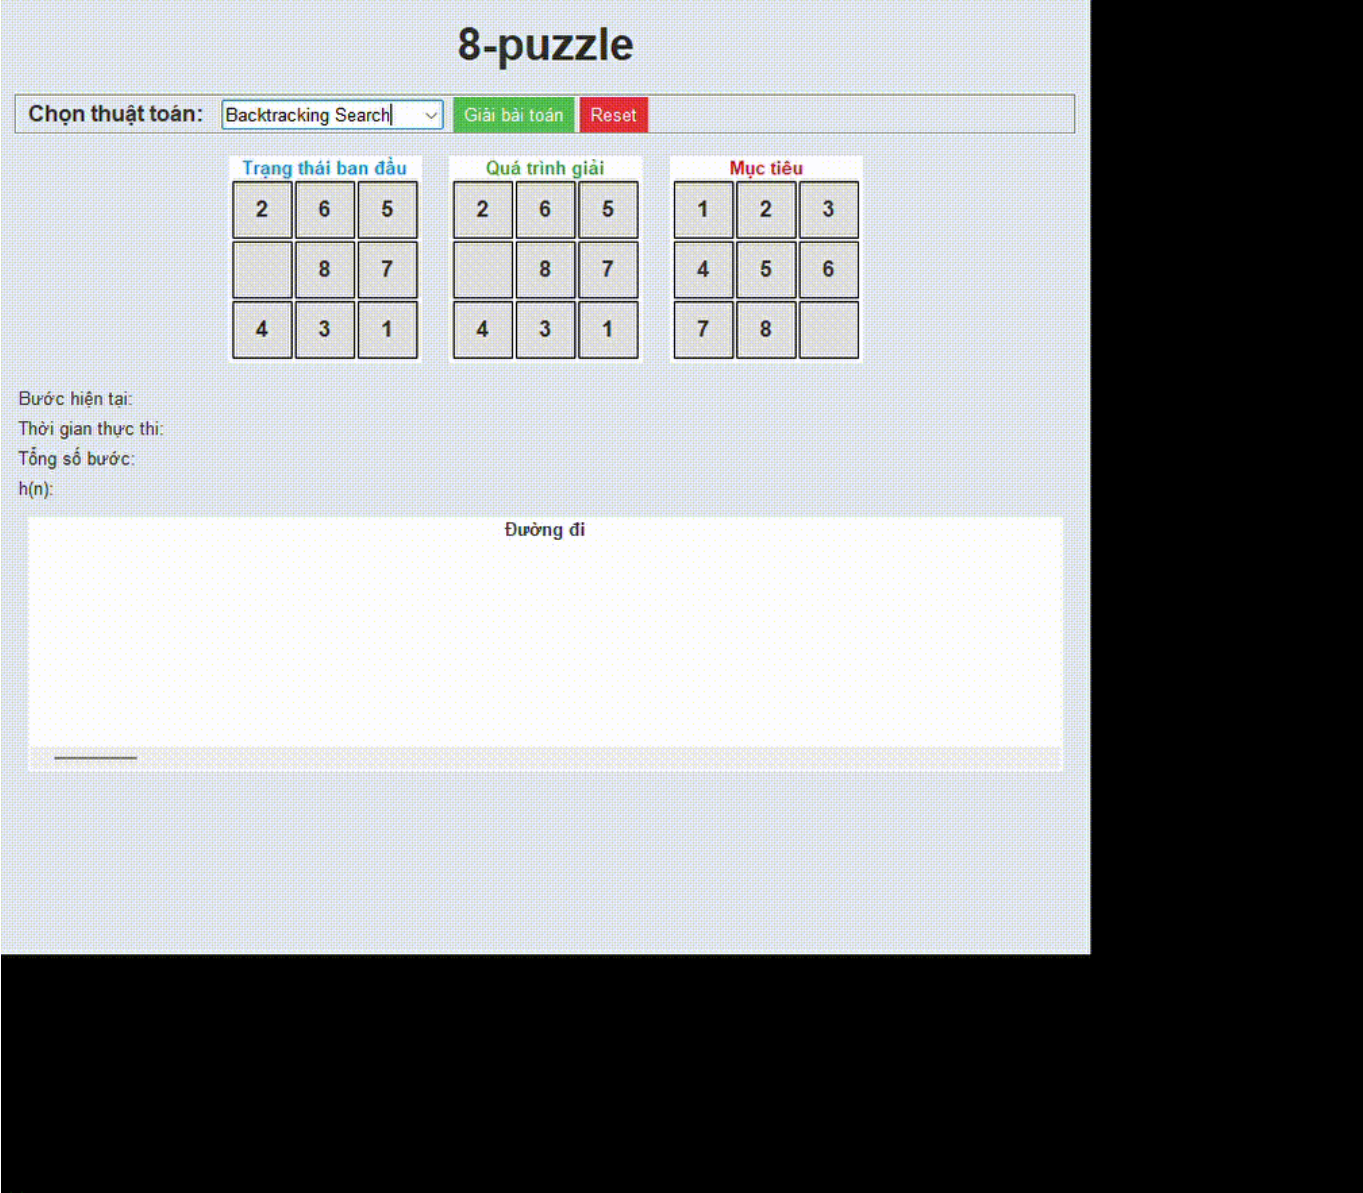 8-puzzle
Chọn thuật toán: Backtracking Search Giải bài toán Reset
Trạng thái ban đầu Quá trình giải Mục tiêu
2 6 5 2 6 5 1 2 3
8 7 8 7 4 5 6
4 3 1 4 3 1 7 8
Bước hiện tại:
Thời gian thực thi:
Tổng số bước:
h(n):
Đường đi